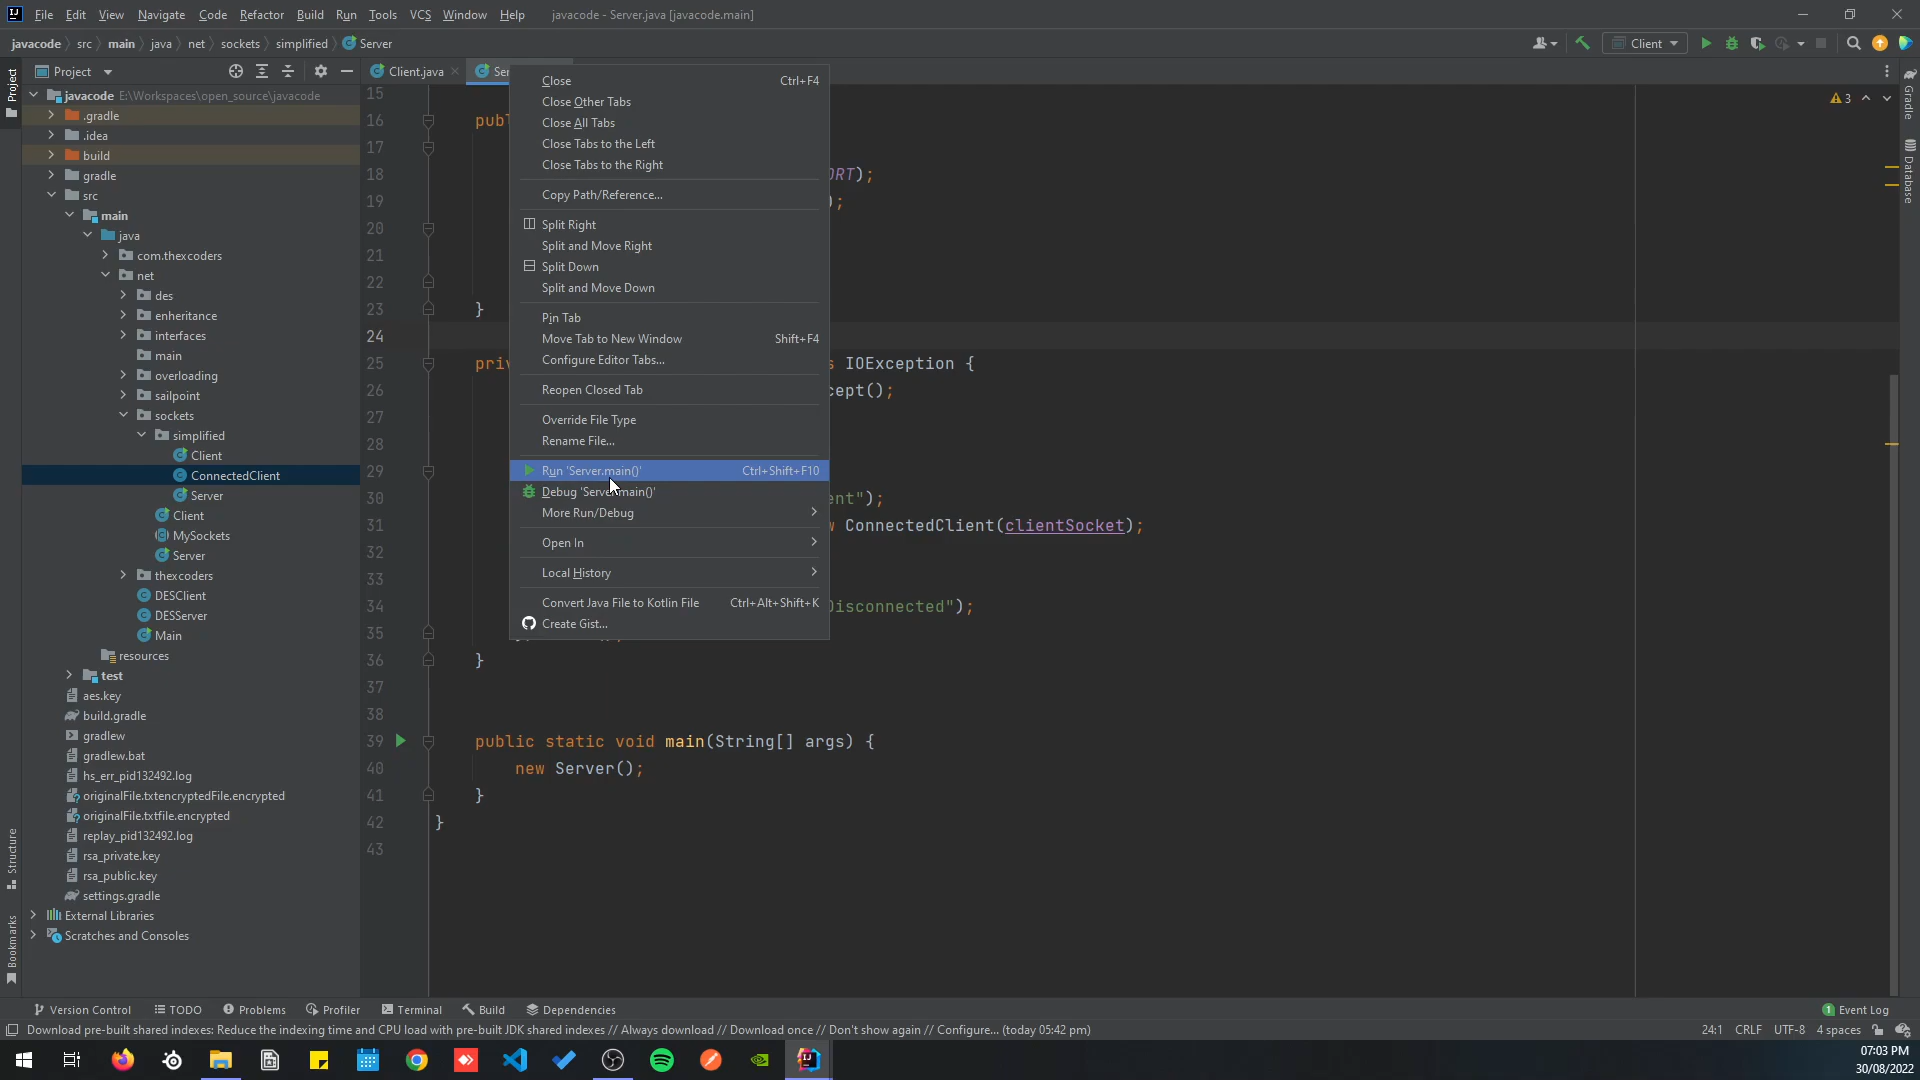 File Edit View Navigate Code Refactor Build Run Tools VCS Window Help javacode - Server.java [javacode.main]
javacode src main java net sockets simplified Server Client
Project Client.java
Project
javacode E:\Workspaces\open_source\javacode
.gradle
.idea
build
gradle
src
main
java
com.thexcoders
net
des
enheritance
interfaces
main
overloading
sailpoint
sockets
simplified
Client
ConnectedClient
Server
Client
MySockets
Server
thexcoders
DESClient
DESServer
Main
resources
test
aes.key
build.gradle
gradlew
gradlew.bat
hs_err_pid132492.log
originalFile.txtencryptedFile.encrypted
originalFile.txtfile.encrypted
replay_pid132492.log
rsa_private.key
rsa_public.key
settings.gradle
External Libraries
Scratches and Consoles
Structure
Bookmarks
Close Ctrl+F4
Close Other Tabs
Close All Tabs
Close Tabs to the Left
Close Tabs to the Right
Copy Path/Reference...
Split Right
Split and Move Right
Split Down
Split and Move Down
Pin Tab
Move Tab to New Window Shift+F4
Configure Editor Tabs...
Reopen Closed Tab
Override File Type
Rename File...
Run 'Server.main()' Ctrl+Shift+F10
Debug 'Server.main()'
More Run/Debug
Open In
Local History
Convert Java File to Kotlin File Ctrl+Alt+Shift+K
Create Gist...
15
16 publ
17
18 ORT);
19 );
20
21
22
23 }
24
25 priv s IOException {
26 cept();
27
28
29
30 ent");
31 w ConnectedClient(clientSocket);
32
33
34 Disconnected");
35
36 }
37
38
39 public static void main(String[] args) {
40 new Server();
41 }
42 }
43
3
Gradle
Database
Version Control TODO Problems Profiler Terminal Build Dependencies 1 Event Log
Download pre-built shared indexes: Reduce the indexing time and CPU load with pre-built JDK shared indexes // Always download // Download once // Don't show again // Configure... (today 05:42 pm) 24:1 CRLF UTF-8 4 spaces
07:03 PM
30/08/2022